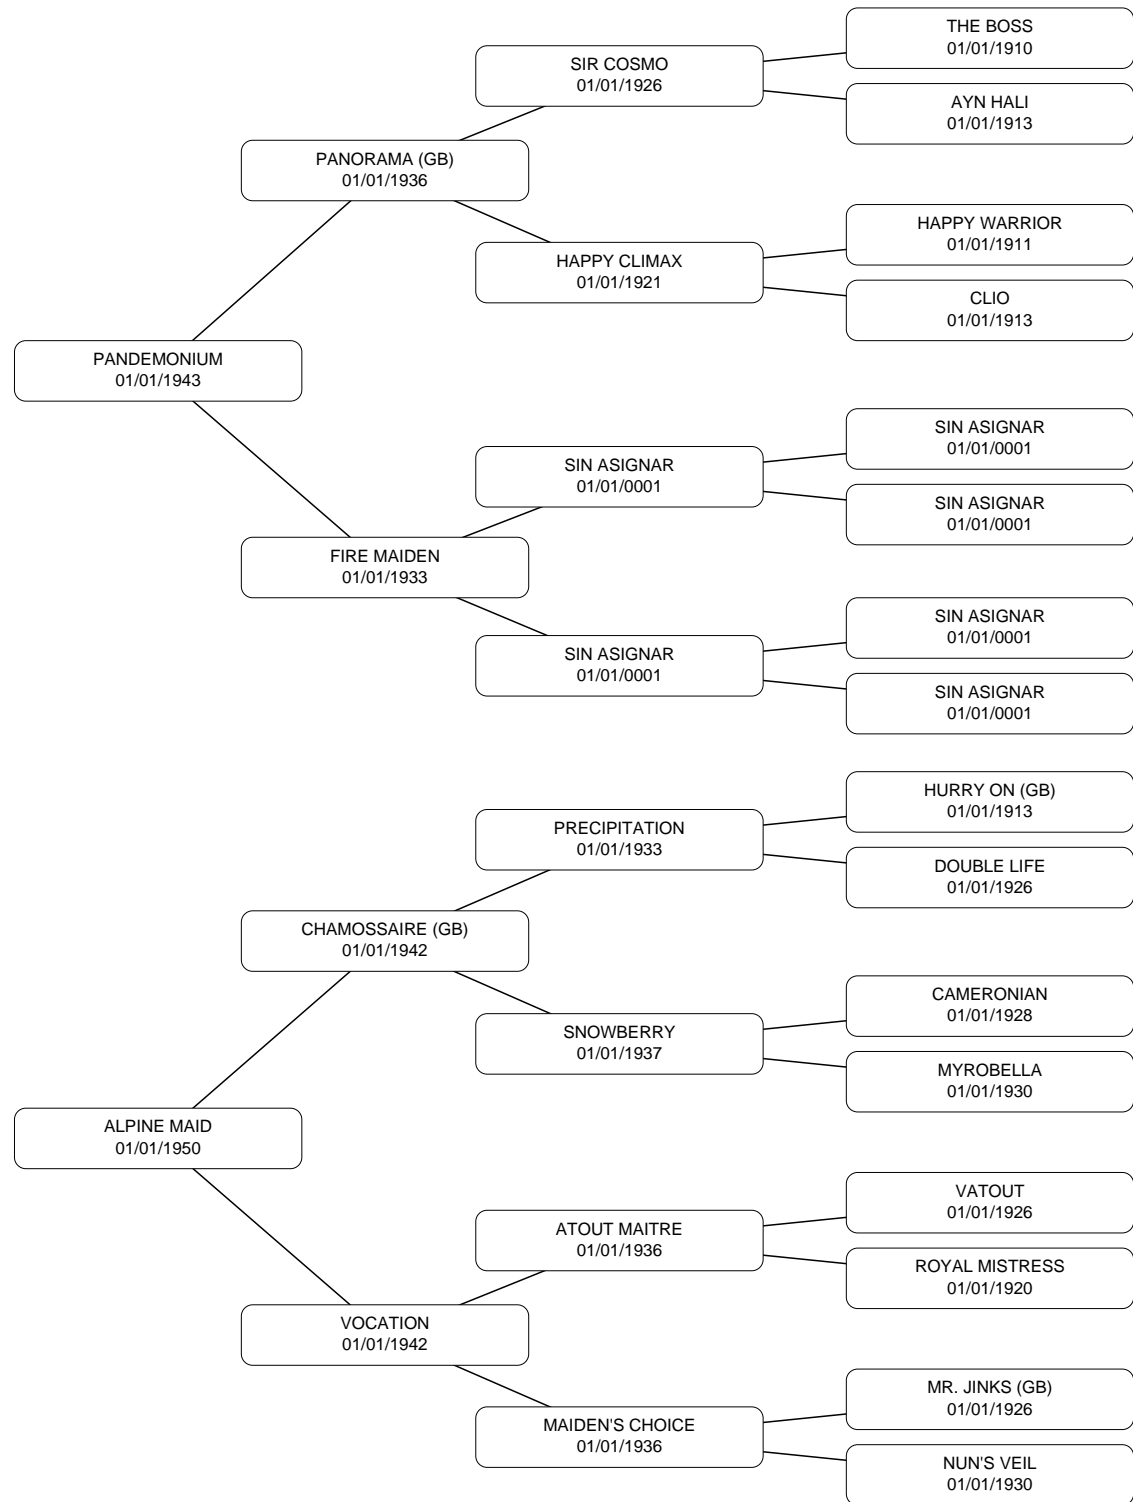 THE BOSS
01/01/1910
SIR COSMO
01/01/1926
AYN HALI
01/01/1913
PANORAMA (GB)
01/01/1936
HAPPY WARRIOR
01/01/1911
HAPPY CLIMAX
01/01/1921
CLIO
01/01/1913
PANDEMONIUM
01/01/1943
SIN ASIGNAR
01/01/0001
SIN ASIGNAR
01/01/0001
SIN ASIGNAR
01/01/0001
FIRE MAIDEN
01/01/1933
SIN ASIGNAR
01/01/0001
SIN ASIGNAR
01/01/0001
SIN ASIGNAR
01/01/0001
HURRY ON (GB)
01/01/1913
PRECIPITATION
01/01/1933
DOUBLE LIFE
01/01/1926
CHAMOSSAIRE (GB)
01/01/1942
CAMERONIAN
01/01/1928
SNOWBERRY
01/01/1937
MYROBELLA
01/01/1930
ALPINE MAID
01/01/1950
VATOUT
01/01/1926
ATOUT MAITRE
01/01/1936
ROYAL MISTRESS
01/01/1920
VOCATION
01/01/1942
MR. JINKS (GB)
01/01/1926
MAIDEN'S CHOICE
01/01/1936
NUN'S VEIL
01/01/1930